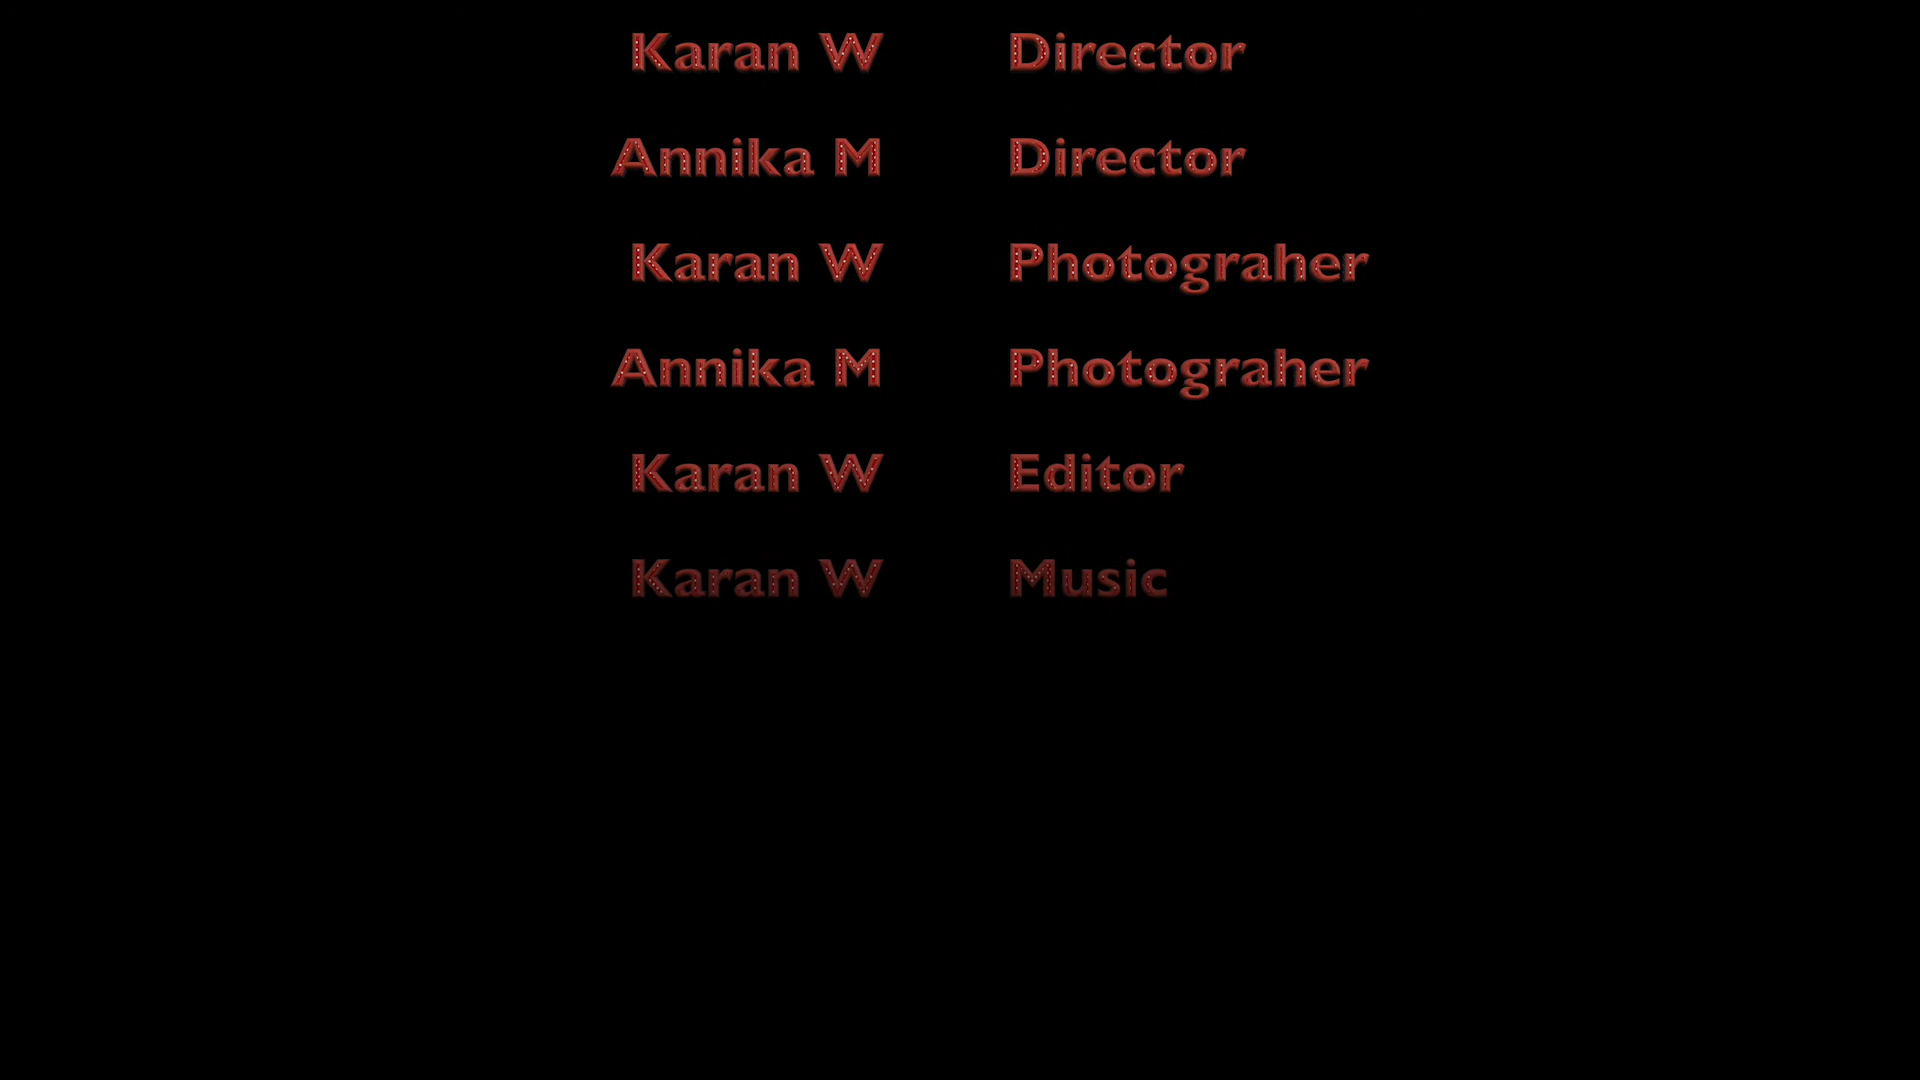 Karan W Director
Annika M Director
Karan W Photograher
Annika M Photograher
Karan W Editor
Karan W Music